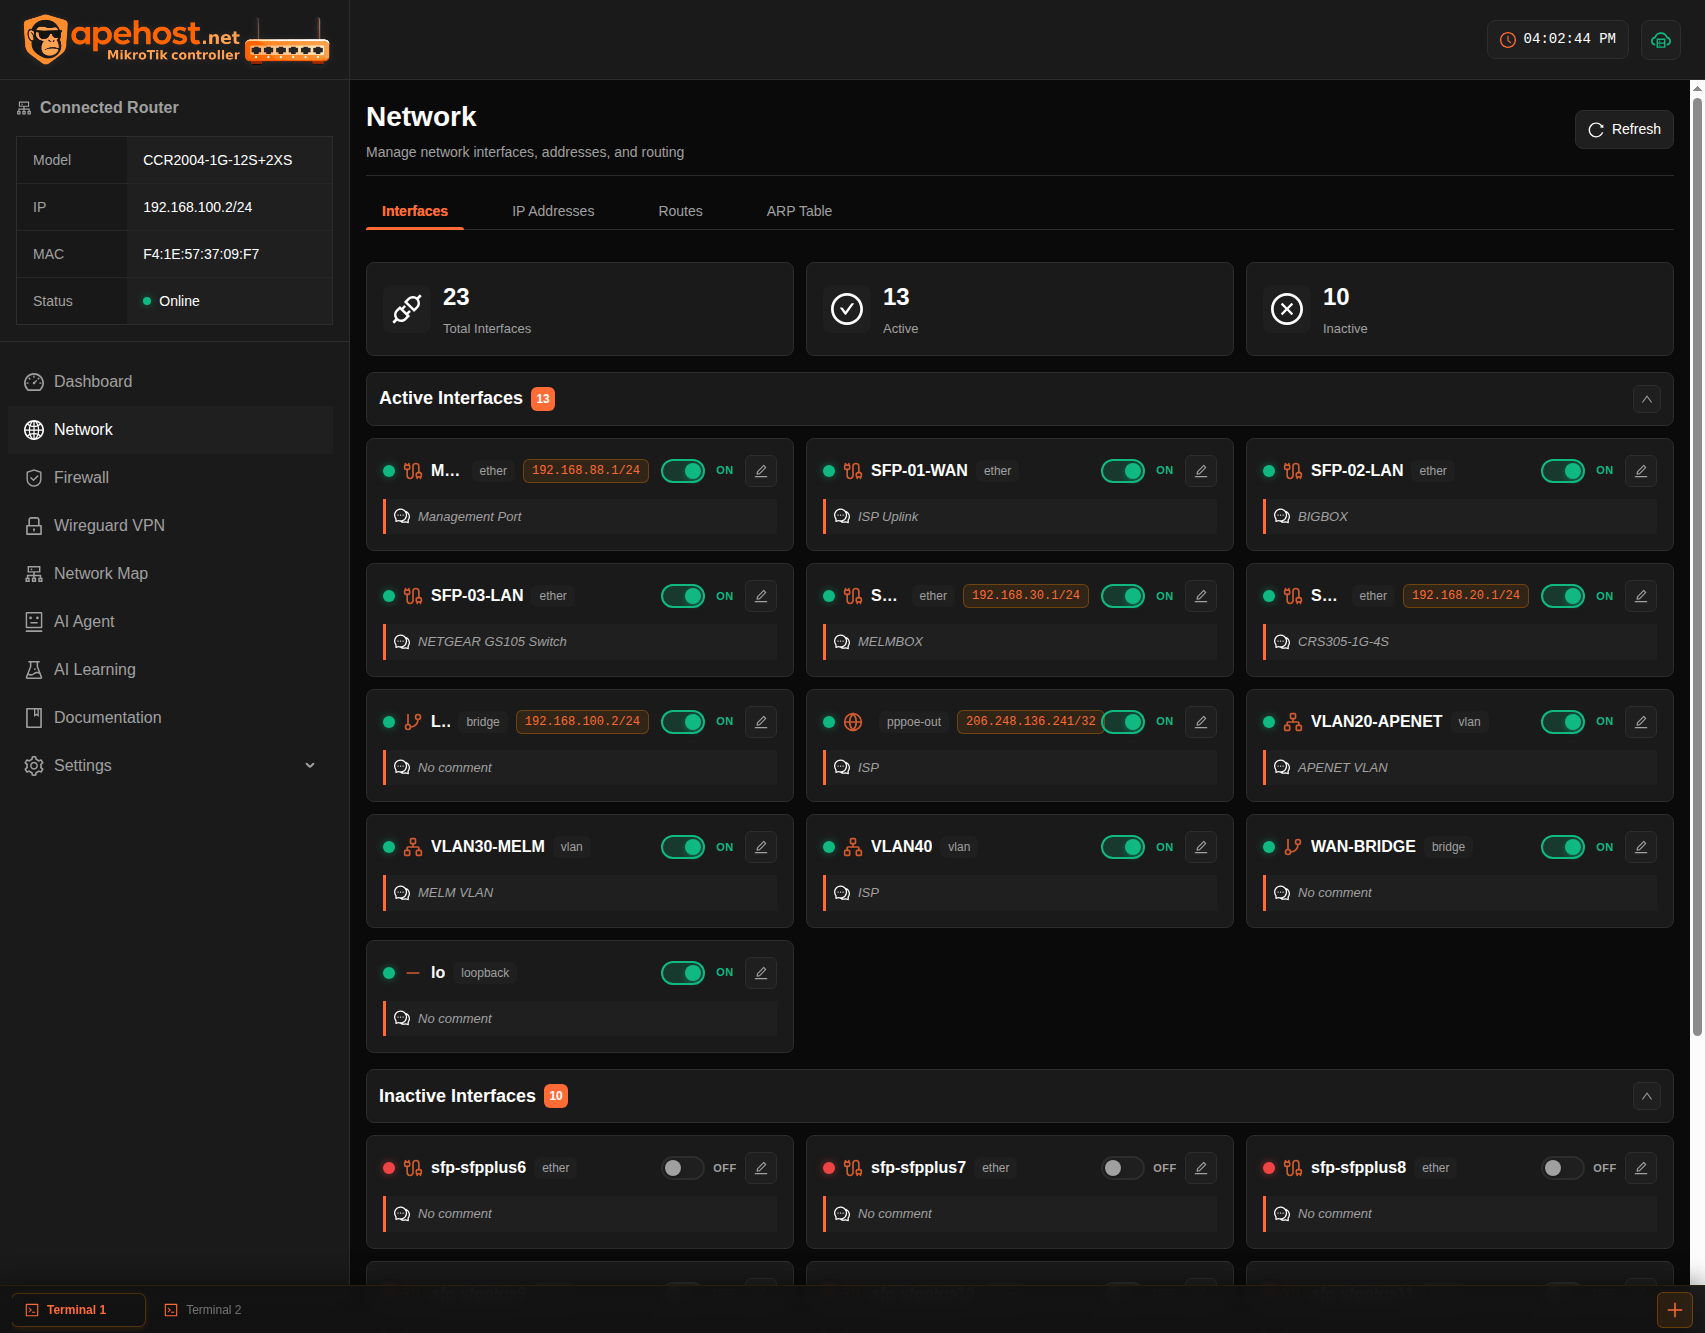 apehost.net
MikroTik controller
04:02:44 PM
Connected Router
Model CCR2004-1G-12S+2XS
IP 192.168.100.2/24
MAC F4:1E:57:37:09:F7
Status Online
Dashboard
Network
Firewall
Wireguard VPN
Network Map
AI Agent
AI Learning
Documentation
Settings
Network
Manage network interfaces, addresses, and routing
Refresh
Interfaces IP Addresses Routes ARP Table
23
Total Interfaces
13
Active
10
Inactive
Active Interfaces 13
M... ether 192.168.88.1/24 ON
Management Port
SFP-01-WAN ether ON
ISP Uplink
SFP-02-LAN ether ON
BIGBOX
SFP-03-LAN ether ON
NETGEAR GS105 Switch
S... ether 192.168.30.1/24 ON
MELMBOX
S... ether 192.168.20.1/24 ON
CRS305-1G-4S
L.. bridge 192.168.100.2/24 ON
No comment
pppoe-out 206.248.136.241/32 ON
ISP
VLAN20-APENET vlan ON
APENET VLAN
VLAN30-MELM vlan ON
MELM VLAN
VLAN40 vlan ON
ISP
WAN-BRIDGE bridge ON
No comment
lo loopback ON
No comment
Inactive Interfaces 10
sfp-sfpplus6 ether OFF
No comment
sfp-sfpplus7 ether OFF
No comment
sfp-sfpplus8 ether OFF
No comment
Terminal 1 Terminal 2